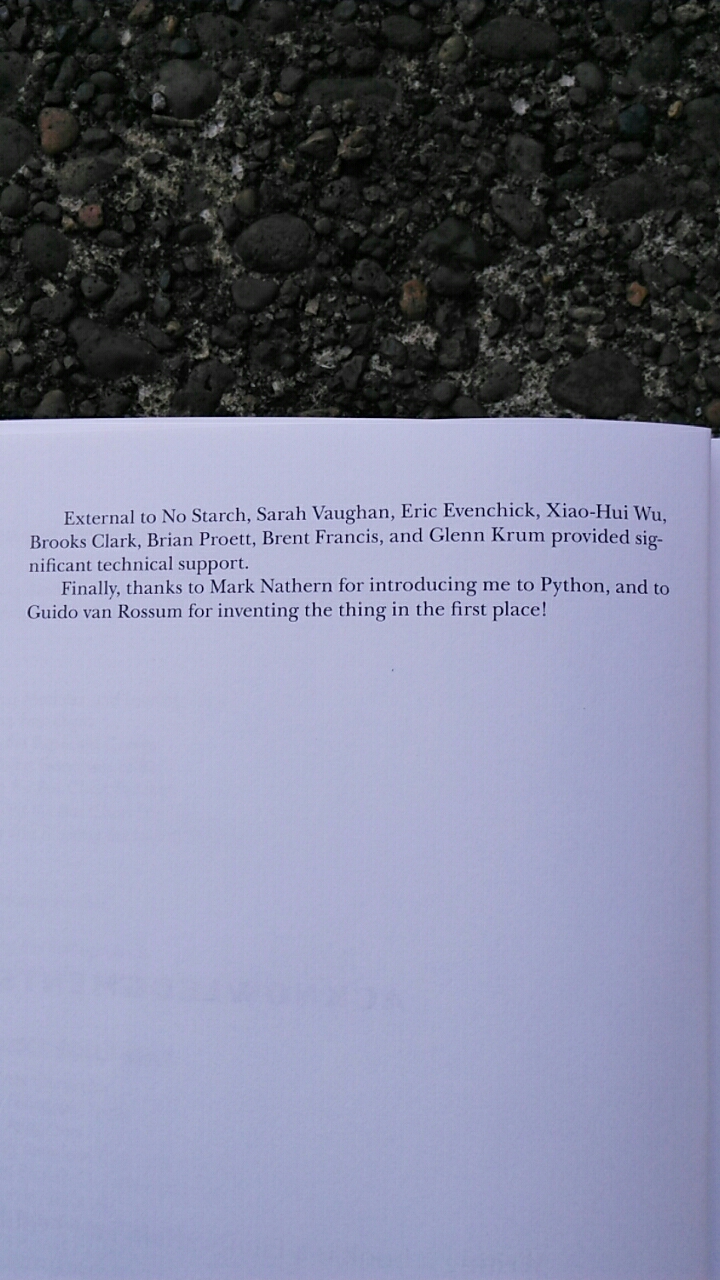 External to No Starch, Sarah Vaughan, Eric Evenchick, Xiao-Hui Wu,
Brooks Clark, Brian Proett, Brent Francis, and Glenn Krum provided sig-
nificant technical support.
Finally, thanks to Mark Nathern for introducing me to Python, and to
Guido van Rossum for inventing the thing in the first place!